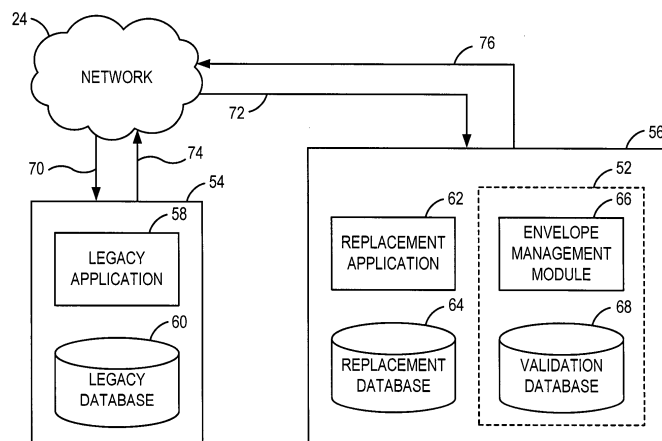 24
NETWORK
76
72
56
70
74
54
52
58
LEGACY
APPLICATION
62
REPLACEMENT
APPLICATION
66
ENVELOPE
MANAGEMENT
MODULE
60
LEGACY
DATABASE
64
REPLACEMENT
DATABASE
68
VALIDATION
DATABASE